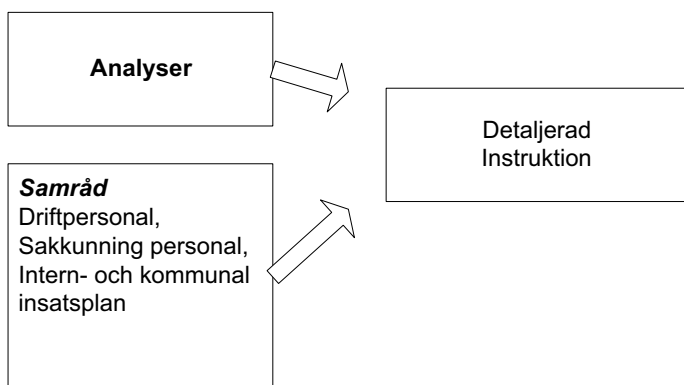 Analyser
Detaljerad
Instruktion
Samråd
Driftpersonal,
Sakkunning personal,
Intern- och kommunal
insatsplan